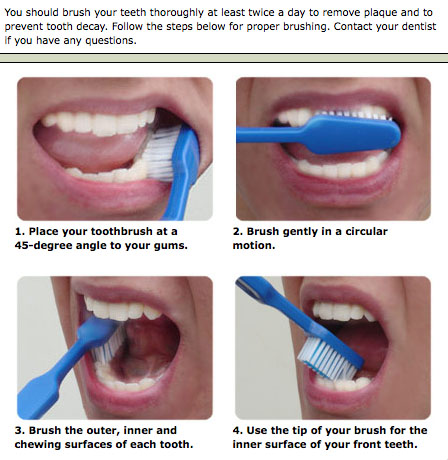 You should brush your teeth thoroughly at least twice a day to remove plaque and to
prevent tooth decay. Follow the steps below for proper brushing. Contact your dentist
if you have any questions.
1. Place your toothbrush at a
45-degree angle to your gums.
2. Brush gently in a circular
motion.
3. Brush the outer, inner and
chewing surfaces of each tooth.
4. Use the tip of your brush for the
inner surface of your front teeth.